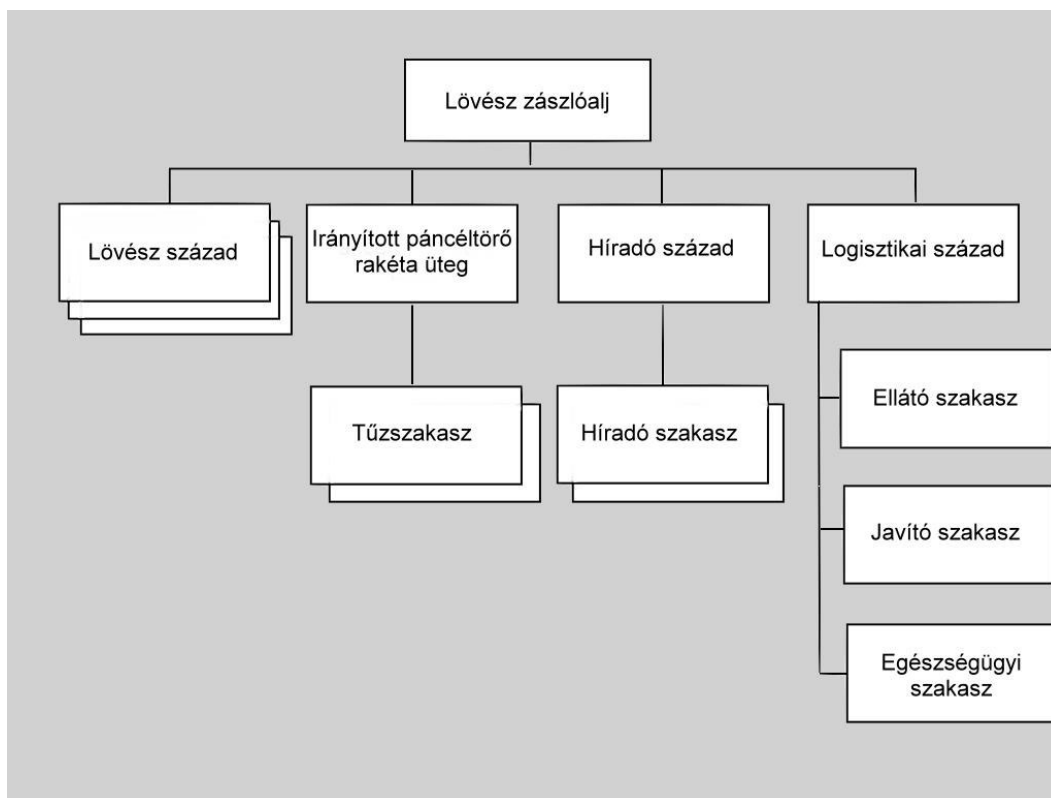 Lövész zászlóalj
Lövész század
Irányított páncéltörő
rakéta üteg
Híradó század
Logisztikai század
Tűzszakasz
Híradó szakasz
Ellátó szakasz
Javító szakasz
Egészségügyi
szakasz